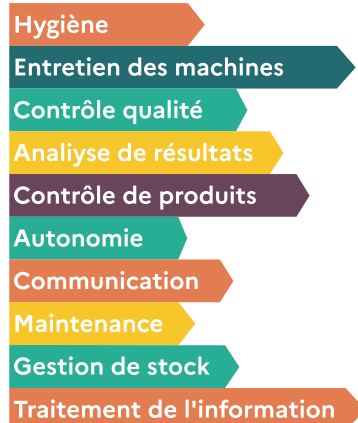 Hygiène
Entretien des machines
Contrôle qualité
Analiyse de résultats
Contrôle de produits
Autonomie
Communication
Maintenance
Gestion de stock
Traitement de l'information